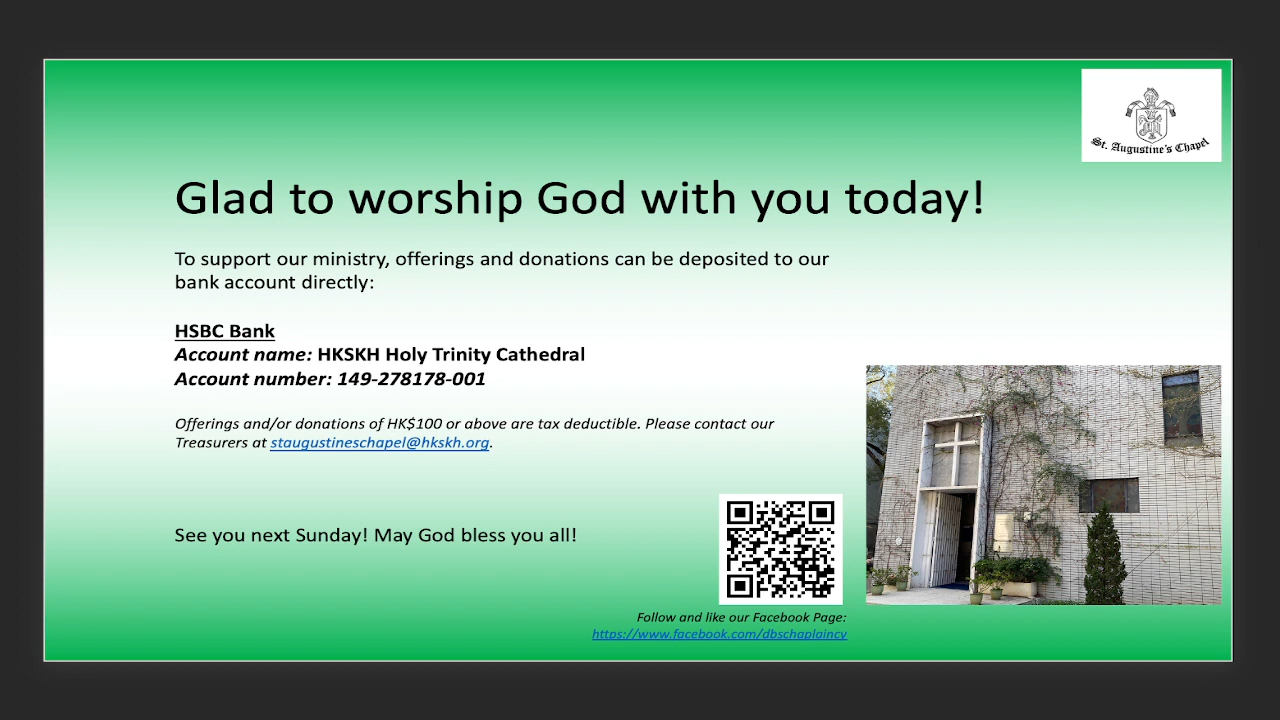 St. Augustine's Chapel
Glad to worship God with you today!
To support our ministry, offerings and donations can be deposited to our
bank account directly:
HSBC Bank
Account name: HKSKH Holy Trinity Cathedral
Account number: 149-278178-001
Offerings and/or donations of HK$100 or above are tax deductible. Please contact our
Treasurers at staugustineschapel@hkskh.org.
See you next Sunday! May God bless you all!
Follow and like our Facebook Page:
https://www.facebook.com/dbschaplaincy